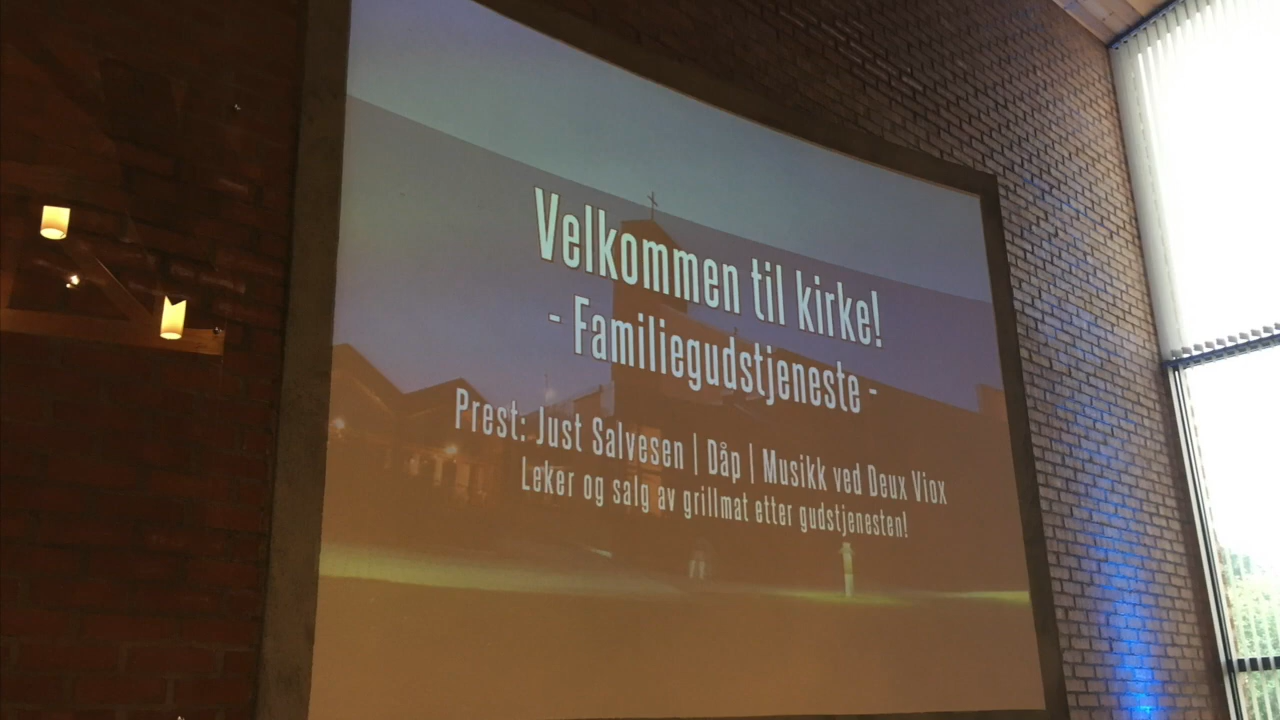 Velkommen til kirke!
- Familiegudstjeneste -
Prest: Just Salvesen | Dåp | Musikk ved Deux Viox
Leker og salg av grillmat etter gudstjenesten!